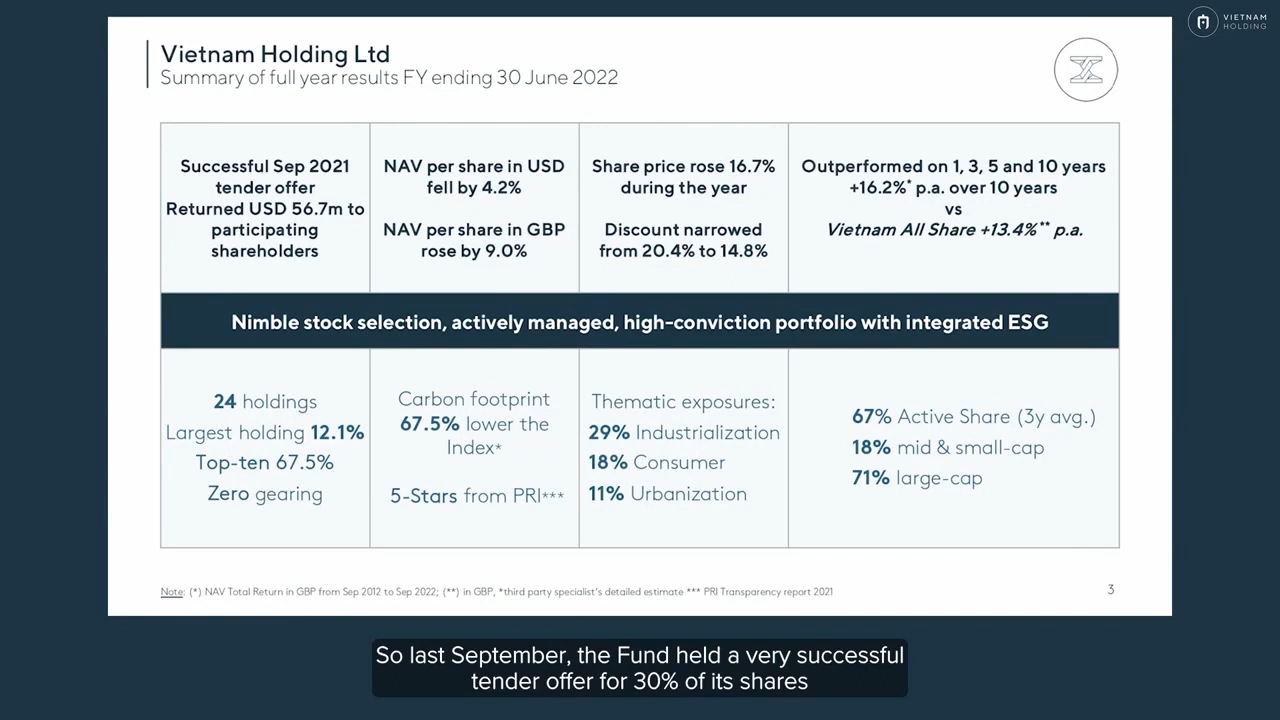 VIETNAM
HOLDING
Vietnam Holding Ltd
Summary of full year results FY ending 30 June 2022
Successful Sep 2021
tender offer
Returned USD 56.7m to
participating
shareholders
NAV per share in USD
fell by 4.2%
NAV per share in GBP
rose by 9.0%
Share price rose 16.7%
during the year
Discount narrowed
from 20.4% to 14.8%
Outperformed on 1, 3, 5 and 10 years
+16.2%* p.a. over 10 years
vs
Vietnam All Share +13.4%** p.a.
Nimble stock selection, actively managed, high-conviction portfolio with integrated ESG
24 holdings
Largest holding 12.1%
Top-ten 67.5%
Zero gearing
Carbon footprint
67.5% lower the
Index*
5-Stars from PRI***
Thematic exposures:
29% Industrialization
18% Consumer
11% Urbanization
67% Active Share (3y avg.)
18% mid & small-cap
71% large-cap
Note: (*) NAV Total Return in GBP from Sep 2012 to Sep 2022; (**) in GBP, *third party specialist's detailed estimate *** PRI Transparency report 2021
3
So last September, the Fund held a very successful
tender offer for 30% of its shares